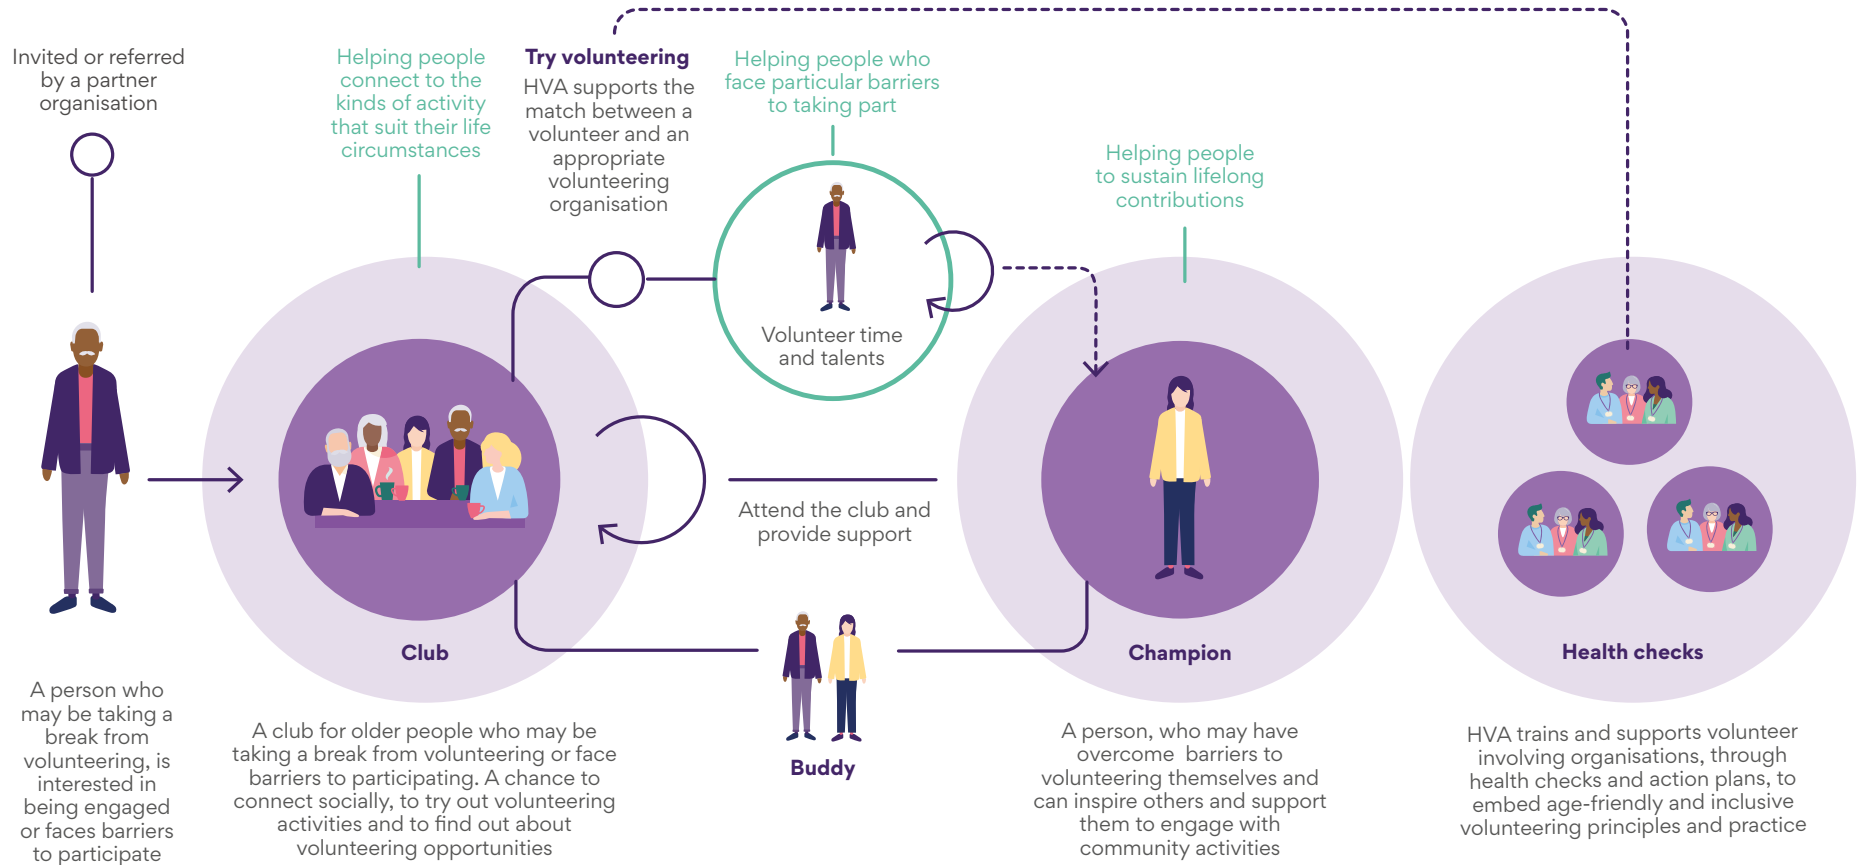 Invited or referred
by a partner
organisation
Helping people
connect to the
kinds of activity
that suit their life
circumstances
Try volunteering
HVA supports the
match between a
volunteer and an
appropriate
volunteering
organisation
Helping people who
face particular barriers
to taking part
Helping people
to sustain lifelong
contributions
Volunteer time
and talents
Attend the club and
provide support
Club
Buddy
Champion
Health checks
A person who
may be taking a
break from
volunteering, is
interested in
being engaged
or faces barriers
to participate
A club for older people who may be
taking a break from volunteering or face
barriers to participating. A chance to
connect socially, to try out volunteering
activities and to find out about
volunteering opportunities
A person, who may have
overcome barriers to
volunteering themselves and
can inspire others and support
them to engage with
community activities
HVA trains and supports volunteer
involving organisations, through
health checks and action plans, to
embed age-friendly and inclusive
volunteering principles and practice